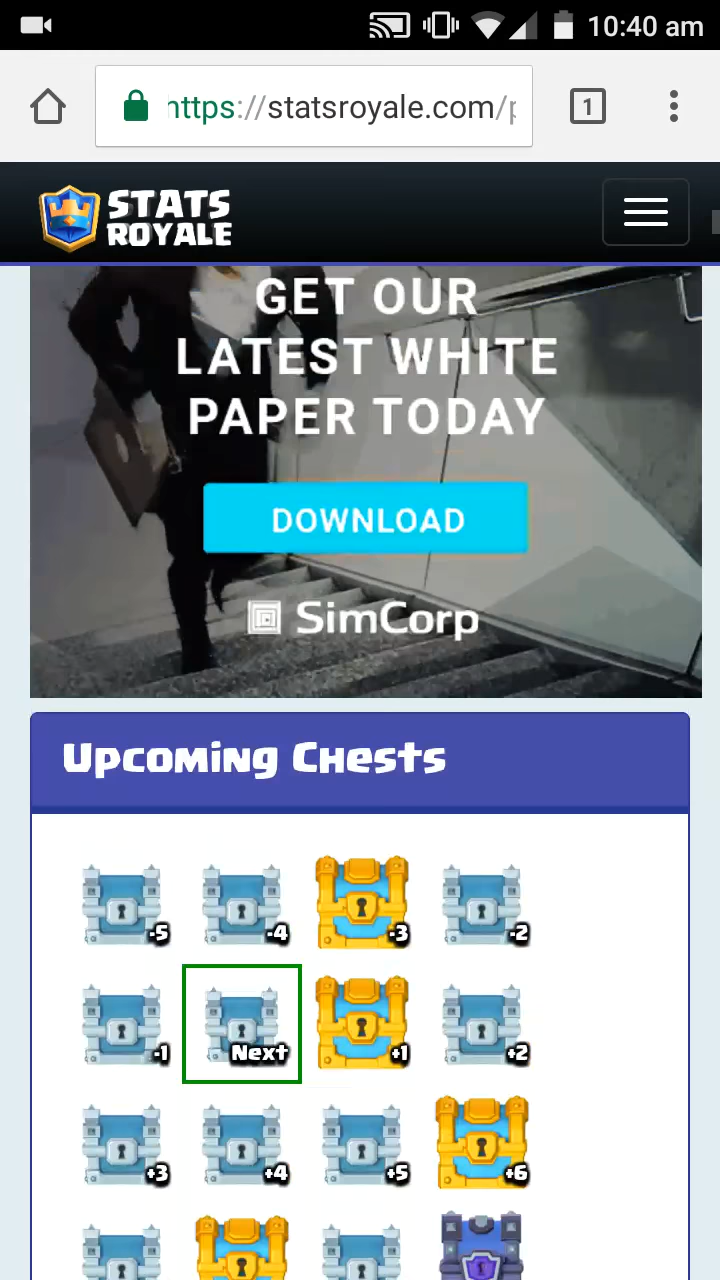 10:40 am
https://statsroyale.com/p
1
STATS
ROYALE
GET OUR
LATEST WHITE
PAPER TODAY
DOWNLOAD
SimCorp
Upcoming Chests
-5 -4 -3 -2
-1 Next +1 +2
+3 +4 +5 +6